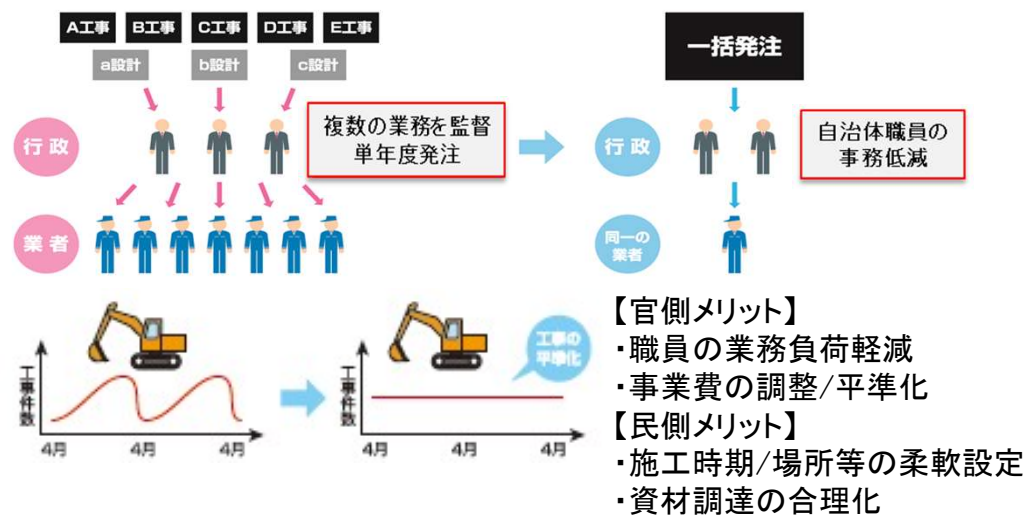 A工事 B工事 C工事 D工事 E工事
a設計 b設計 c設計
行政
複数の業務を監督
単年度発注
業者
一括発注
行政
自治体職員の
事務低減
同一の
業者
工事件数
4月 4月 4月
工事の
平準化
工事件数
4月 4月 4月
【官側メリット】
・職員の業務負荷軽減
・事業費の調整/平準化
【民側メリット】
・施工時期/場所等の柔軟設定
・資材調達の合理化